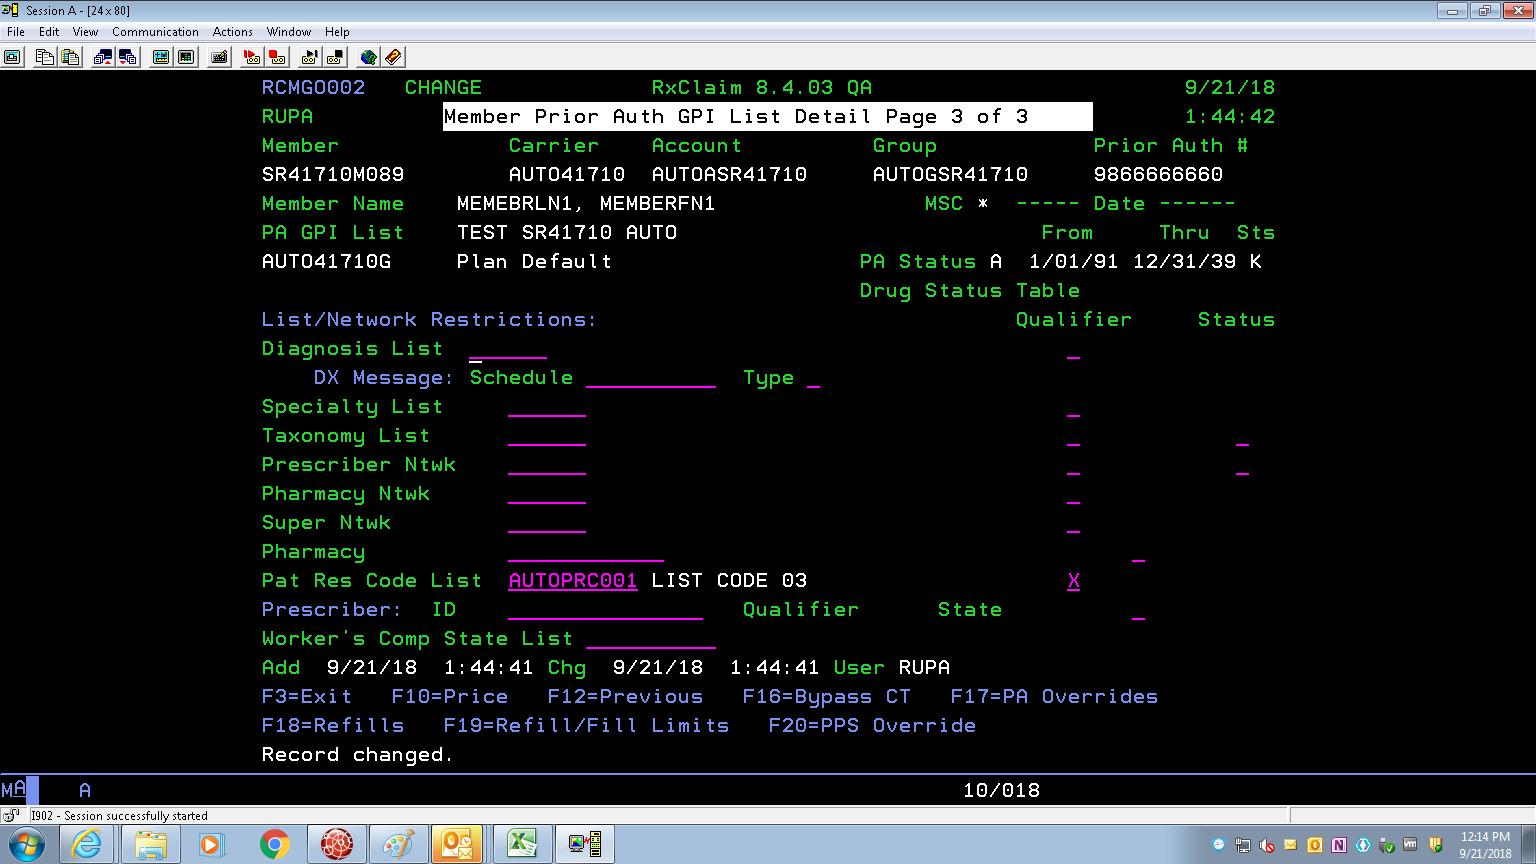 Session A - [24 x 80]
File Edit View Communication Actions Window Help
RCMGO002 CHANGE RxClaim 8.4.03 QA 9/21/18
RUPA Member Prior Auth GPI List Detail Page 3 of 3 1:44:42
Member Carrier Account Group Prior Auth #
SR41710M089 AUTO41710 AUTOASR41710 AUTOGSR41710 9866666660
Member Name MEMEBRLN1, MEMBERFN1 MSC * ----- Date ------
PA GPI List TEST SR41710 AUTO From Thru Sts
AUTO41710G Plan Default PA Status A 1/01/91 12/31/39 K
Drug Status Table
List/Network Restrictions: Qualifier Status
Diagnosis List
DX Message: Schedule Type
Specialty List
Taxonomy List
Prescriber Ntwk
Pharmacy Ntwk
Super Ntwk
Pharmacy
Pat Res Code List AUTOPRC001 LIST CODE 03 X
Prescriber: ID Qualifier State
Worker's Comp State List
Add 9/21/18 1:44:41 Chg 9/21/18 1:44:41 User RUPA
F3=Exit F10=Price F12=Previous F16=Bypass CT F17=PA Overrides
F18=Refills F19=Refill/Fill Limits F20=PPS Override
Record changed.
MA A 10/018
I902 - Session successfully started
12:14 PM
9/21/2018